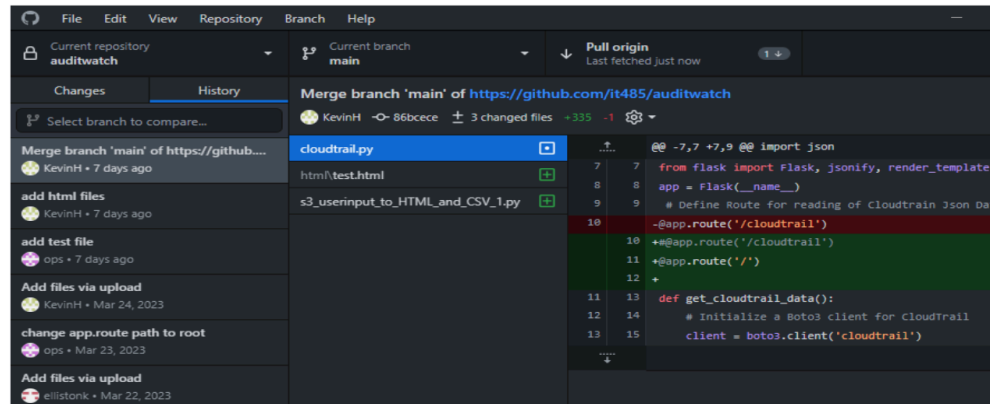 File Edit View Repository Branch Help
Current repository
auditwatch
Current branch
main
Pull origin
Last fetched just now
1
Changes
History
Select branch to compare...
Merge branch 'main' of https://github....
KevinH • 7 days ago
add html files
KevinH • 7 days ago
add test file
ops • 7 days ago
Add files via upload
KevinH • Mar 24, 2023
change app.route path to root
ops • Mar 23, 2023
Add files via upload
ellistonk • Mar 22, 2023
Merge branch 'main' of https://github.com/it485/auditwatch
KevinH 86bcece 3 changed files +335 -1
cloudtrail.py
html\test.html
s3_userinput_to_HTML_and_CSV_1.py
@@ -7,7 +7,9 @@ import json
7 7 from flask import Flask, jsonify, render_template
8 8 app = Flask(__name__)
9 9 # Define Route for reading of Cloudtrain Json Da
10 -@app.route('/cloudtrail')
10 +#@app.route('/cloudtrail')
11 +@app.route('/')
12 +
11 13 def get_cloudtrail_data():
12 14 # Initialize a Boto3 client for CloudTrail
13 15 client = boto3.client('cloudtrail')